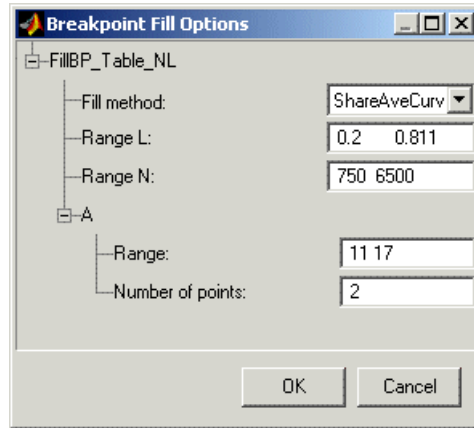 Breakpoint Fill Options
FillBP_Table_NL
Fill method: ShareAveCurv
Range L: 0.2 0.811
Range N: 750 6500
A
Range: 11 17
Number of points: 2
OK Cancel